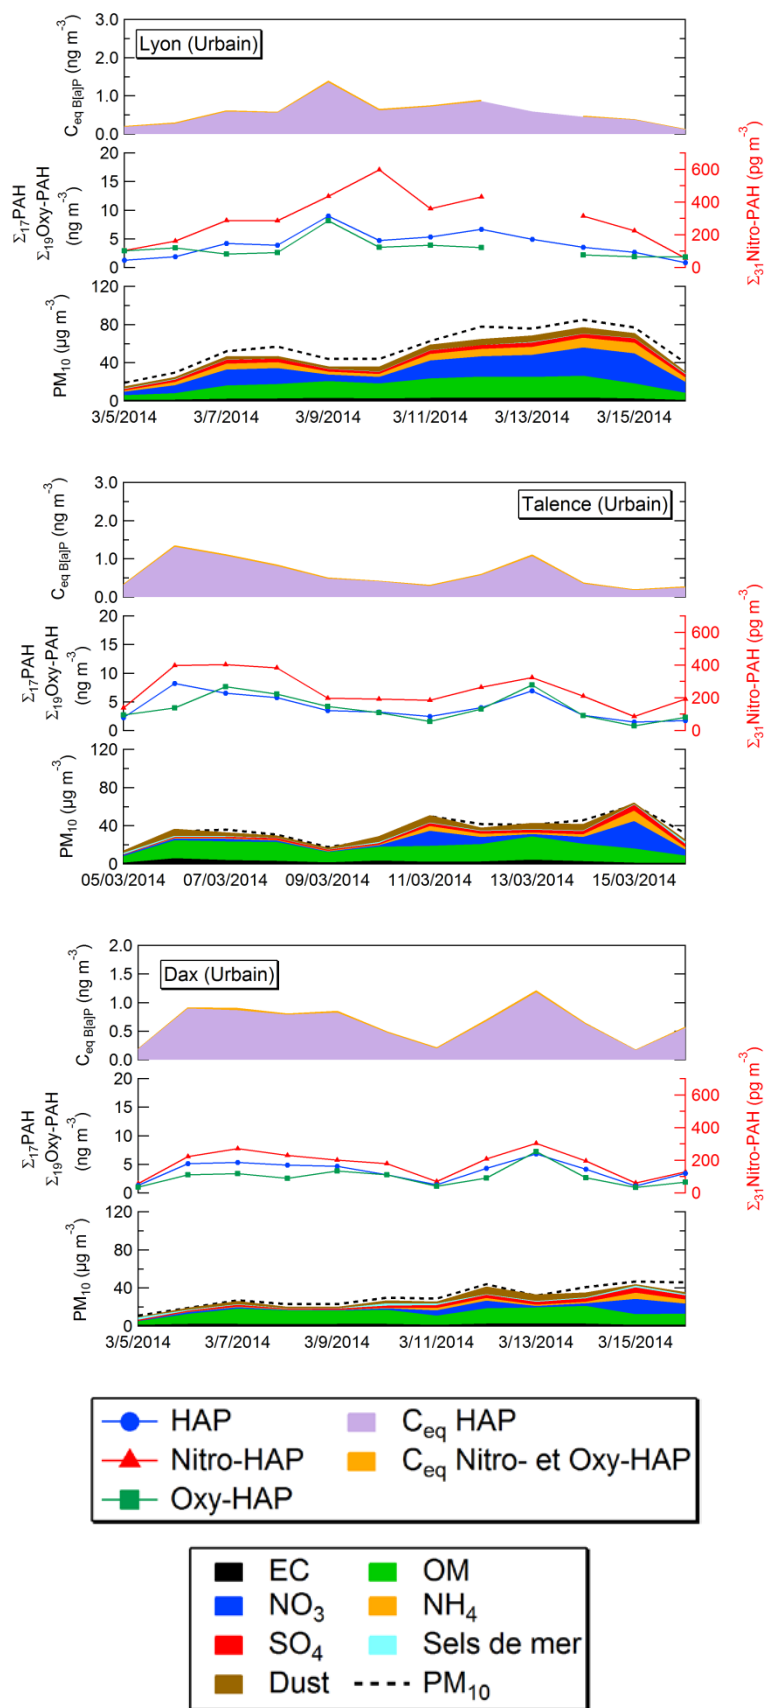 Lyon (Urbain)
C_eq B[a]P (ng m⁻³)
3.0
2.0
1.0
0.0
Σ₁₇PAH
Σ₁₉Oxy-PAH
(ng m⁻³)
20
15
10
5
0
600
400
200
0
Σ₃₁Nitro-PAH (pg m⁻³)
PM₁₀ (µg m⁻³)
120
80
40
0
3/5/2014 3/7/2014 3/9/2014 3/11/2014 3/13/2014 3/15/2014
Talence (Urbain)
C_eq B[a]P (ng m⁻³)
3.0
2.0
1.0
0.0
Σ₁₇PAH
Σ₁₉Oxy-PAH
(ng m⁻³)
20
15
10
5
0
600
400
200
0
Σ₃₁Nitro-PAH (pg m⁻³)
PM₁₀ (µg m⁻³)
120
80
40
0
05/03/2014 07/03/2014 09/03/2014 11/03/2014 13/03/2014 15/03/2014
Dax (Urbain)
C_eq B[a]P (ng m⁻³)
2.0
1.5
1.0
0.5
0.0
Σ₁₇PAH
Σ₁₉Oxy-PAH
(ng m⁻³)
20
15
10
5
0
600
400
200
0
Σ₃₁Nitro-PAH (pg m⁻³)
PM₁₀ (µg m⁻³)
120
80
40
0
3/5/2014 3/7/2014 3/9/2014 3/11/2014 3/13/2014 3/15/2014
HAP C_eq HAP
Nitro-HAP C_eq Nitro- et Oxy-HAP
Oxy-HAP
EC OM
NO₃ NH₄
SO₄ Sels de mer
Dust PM₁₀